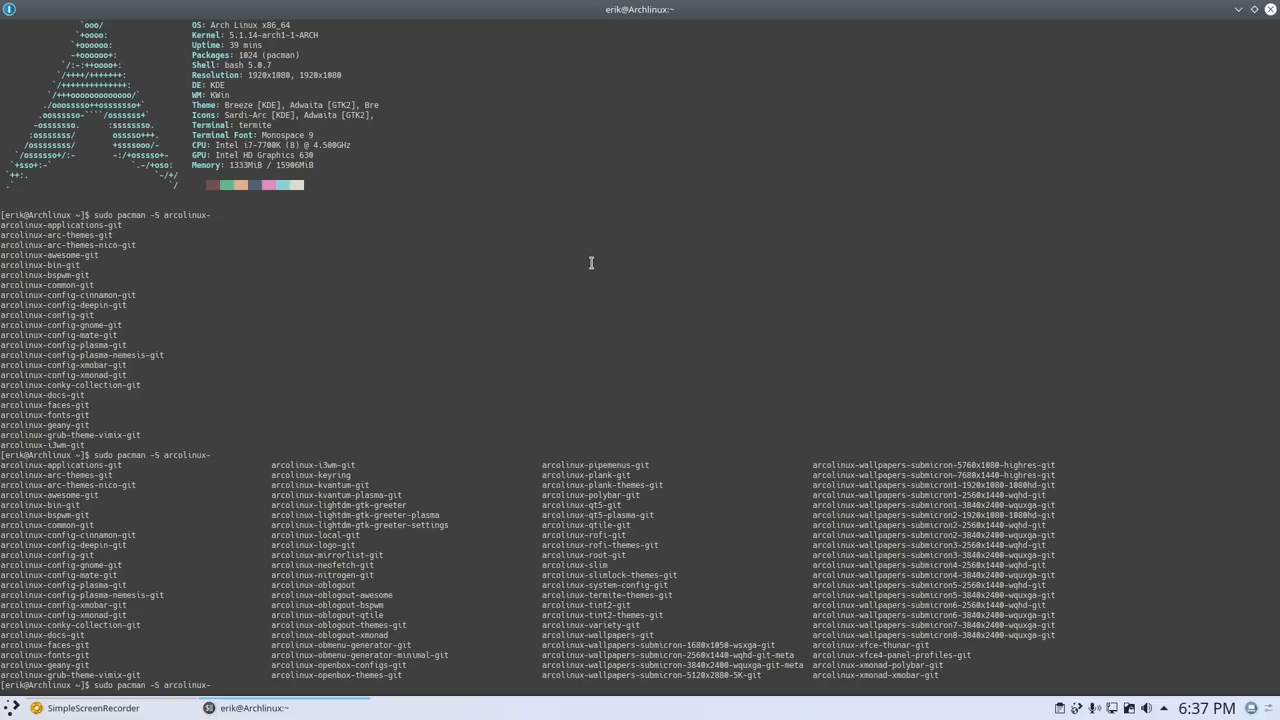 erik@Archlinux:~
OS: Arch Linux x86_64
Kernel: 5.1.14-arch1-1-ARCH
Uptime: 39 mins
Packages: 1024 (pacman)
Shell: bash 5.0.7
Resolution: 1920x1080, 1920x1080
DE: KDE
WM: KWin
Theme: Breeze [KDE], Adwaita [GTK2], Bre
Icons: Sardi-Arc [KDE], Adwaita [GTK2],
Terminal: termite
Terminal Font: Monospace 9
CPU: Intel i7-7700K (8) @ 4.500GHz
GPU: Intel HD Graphics 630
Memory: 1333MiB / 15906MiB
[erik@Archlinux ~]$ sudo pacman -S arcolinux-
arcolinux-applications-git
arcolinux-arc-themes-git
arcolinux-arc-themes-nico-git
arcolinux-awesome-git
arcolinux-bin-git
arcolinux-bspwm-git
arcolinux-common-git
arcolinux-config-cinnamon-git
arcolinux-config-deepin-git
arcolinux-config-git
arcolinux-config-gnome-git
arcolinux-config-mate-git
arcolinux-config-plasma-git
arcolinux-config-plasma-nemesis-git
arcolinux-config-xmobar-git
arcolinux-config-xmonad-git
arcolinux-conky-collection-git
arcolinux-docs-git
arcolinux-faces-git
arcolinux-fonts-git
arcolinux-geany-git
arcolinux-grub-theme-vimix-git
arcolinux-i3wm-git
[erik@Archlinux ~]$ sudo pacman -S arcolinux-
arcolinux-applications-git arcolinux-i3wm-git arcolinux-pipemenus-git arcolinux-wallpapers-submicron-5760x1080-highres-git
arcolinux-arc-themes-git arcolinux-keyring arcolinux-plank-git arcolinux-wallpapers-submicron-7680x1440-highres-git
arcolinux-arc-themes-nico-git arcolinux-kvantum-git arcolinux-plank-themes-git arcolinux-wallpapers-submicron1-1920x1080-1080hd-git
arcolinux-awesome-git arcolinux-kvantum-plasma-git arcolinux-polybar-git arcolinux-wallpapers-submicron1-2560x1440-wqhd-git
arcolinux-bin-git arcolinux-lightdm-gtk-greeter arcolinux-qt5-git arcolinux-wallpapers-submicron1-3840x2400-wquxga-git
arcolinux-bspwm-git arcolinux-lightdm-gtk-greeter-plasma arcolinux-qt5-plasma-git arcolinux-wallpapers-submicron2-1920x1080-1080hd-git
arcolinux-common-git arcolinux-lightdm-gtk-greeter-settings arcolinux-qtile-git arcolinux-wallpapers-submicron2-2560x1440-wqhd-git
arcolinux-config-cinnamon-git arcolinux-local-git arcolinux-rofi-git arcolinux-wallpapers-submicron2-3840x2400-wquxga-git
arcolinux-config-deepin-git arcolinux-logo-git arcolinux-rofi-themes-git arcolinux-wallpapers-submicron3-2560x1440-wqhd-git
arcolinux-config-git arcolinux-mirrorlist-git arcolinux-root-git arcolinux-wallpapers-submicron3-3840x2400-wquxga-git
arcolinux-config-gnome-git arcolinux-neofetch-git arcolinux-slim arcolinux-wallpapers-submicron4-2560x1440-wqhd-git
arcolinux-config-mate-git arcolinux-nitrogen-git arcolinux-slimlock-themes-git arcolinux-wallpapers-submicron4-3840x2400-wquxga-git
arcolinux-config-plasma-git arcolinux-oblogout arcolinux-system-config-git arcolinux-wallpapers-submicron5-2560x1440-wqhd-git
arcolinux-config-plasma-nemesis-git arcolinux-oblogout-awesome arcolinux-termite-themes-git arcolinux-wallpapers-submicron5-3840x2400-wquxga-git
arcolinux-config-xmobar-git arcolinux-oblogout-bspwm arcolinux-tint2-git arcolinux-wallpapers-submicron6-2560x1440-wqhd-git
arcolinux-config-xmonad-git arcolinux-oblogout-qtile arcolinux-tint2-themes-git arcolinux-wallpapers-submicron6-3840x2400-wquxga-git
arcolinux-conky-collection-git arcolinux-oblogout-themes-git arcolinux-variety-git arcolinux-wallpapers-submicron7-3840x2400-wquxga-git
arcolinux-docs-git arcolinux-oblogout-xmonad arcolinux-wallpapers-git arcolinux-wallpapers-submicron8-3840x2400-wquxga-git
arcolinux-faces-git arcolinux-obmenu-generator-git arcolinux-wallpapers-submicron-1680x1050-wsxga-git arcolinux-xfce-thunar-git
arcolinux-fonts-git arcolinux-obmenu-generator-minimal-git arcolinux-wallpapers-submicron-2560x1440-wqhd-git-meta arcolinux-xfce4-panel-profiles-git
arcolinux-geany-git arcolinux-openbox-configs-git arcolinux-wallpapers-submicron-3840x2400-wquxga-git-meta arcolinux-xmonad-polybar-git
arcolinux-grub-theme-vimix-git arcolinux-openbox-themes-git arcolinux-wallpapers-submicron-5120x2880-5K-git arcolinux-xmonad-xmobar-git
[erik@Archlinux ~]$ sudo pacman -S arcolinux-
SimpleScreenRecorder erik@Archlinux:~ 6:37 PM